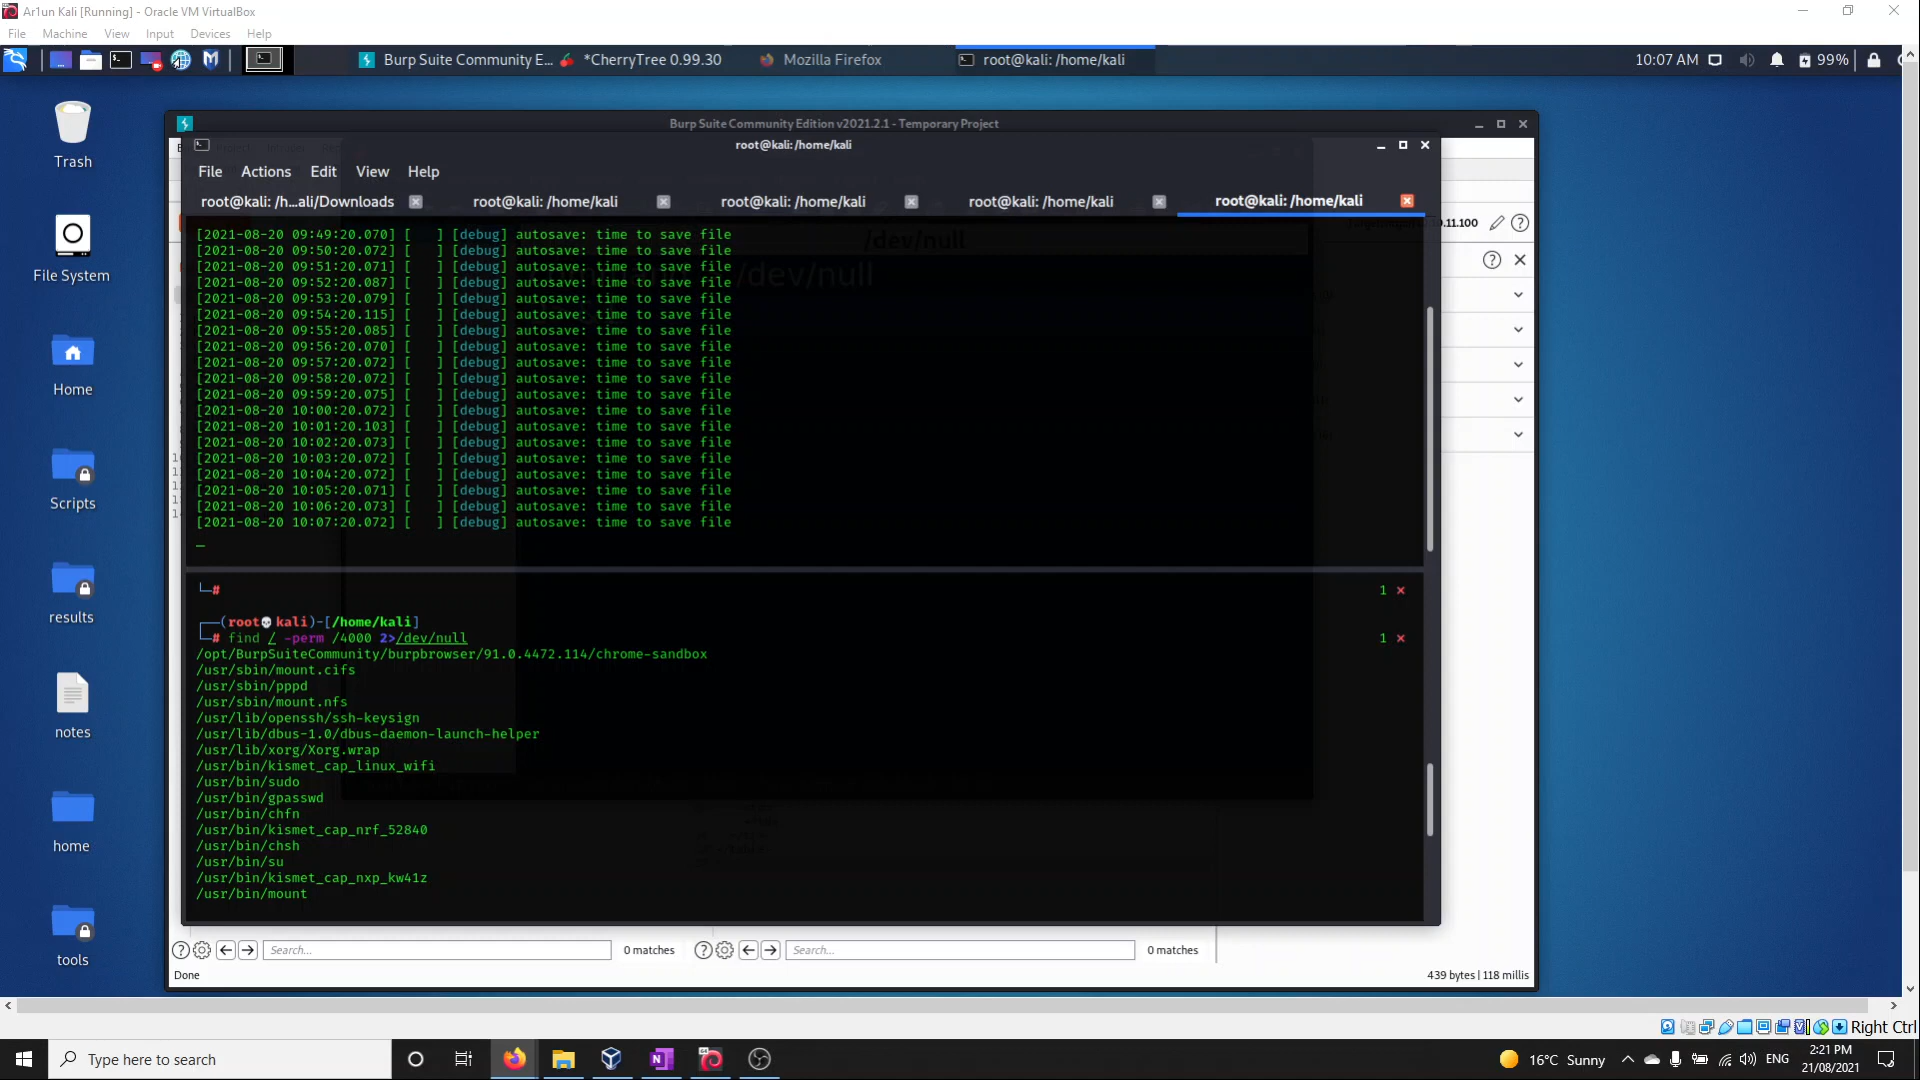 Ar1un Kali [Running] - Oracle VM VirtualBox
File Machine View Input Devices Help
Burp Suite Community E... *CherryTree 0.99.30 Mozilla Firefox root@kali: /home/kali 10:07 AM 99%
Trash
File System
Home
Scripts
results
notes
home
tools
Burp Suite Community Edition v2021.2.1 - Temporary Project
root@kali: /home/kali
File Actions Edit View Help
root@kali: /h...ali/Downloads root@kali: /home/kali root@kali: /home/kali root@kali: /home/kali root@kali: /home/kali
/dev/null
/dev/null
[2021-08-20 09:49:20.070] [ ] [debug] autosave: time to save file
[2021-08-20 09:50:20.072] [ ] [debug] autosave: time to save file
[2021-08-20 09:51:20.071] [ ] [debug] autosave: time to save file
[2021-08-20 09:52:20.087] [ ] [debug] autosave: time to save file
[2021-08-20 09:53:20.079] [ ] [debug] autosave: time to save file
[2021-08-20 09:54:20.115] [ ] [debug] autosave: time to save file
[2021-08-20 09:55:20.085] [ ] [debug] autosave: time to save file
[2021-08-20 09:56:20.070] [ ] [debug] autosave: time to save file
[2021-08-20 09:57:20.072] [ ] [debug] autosave: time to save file
[2021-08-20 09:58:20.072] [ ] [debug] autosave: time to save file
[2021-08-20 09:59:20.075] [ ] [debug] autosave: time to save file
[2021-08-20 10:00:20.072] [ ] [debug] autosave: time to save file
[2021-08-20 10:01:20.103] [ ] [debug] autosave: time to save file
[2021-08-20 10:02:20.073] [ ] [debug] autosave: time to save file
[2021-08-20 10:03:20.072] [ ] [debug] autosave: time to save file
[2021-08-20 10:04:20.072] [ ] [debug] autosave: time to save file
[2021-08-20 10:05:20.071] [ ] [debug] autosave: time to save file
[2021-08-20 10:06:20.073] [ ] [debug] autosave: time to save file
[2021-08-20 10:07:20.072] [ ] [debug] autosave: time to save file
└─# 1 ⨯
┌──(root💀kali)-[/home/kali]
└─# find / -perm /4000 2>/dev/null 1 ⨯
/opt/BurpSuiteCommunity/burpbrowser/91.0.4472.114/chrome-sandbox
/usr/sbin/mount.cifs
/usr/sbin/pppd
/usr/sbin/mount.nfs
/usr/lib/openssh/ssh-keysign
/usr/lib/dbus-1.0/dbus-daemon-launch-helper
/usr/lib/xorg/Xorg.wrap
/usr/bin/kismet_cap_linux_wifi
/usr/bin/sudo
/usr/bin/gpasswd
/usr/bin/chfn
/usr/bin/kismet_cap_nrf_52840
/usr/bin/chsh
/usr/bin/su
/usr/bin/kismet_cap_nxp_kw41z
/usr/bin/mount
Search... 0 matches Search... 0 matches
Done 439 bytes | 118 millis
Right Ctrl
Type here to search 16°C Sunny ENG 2:21 PM
21/08/2021